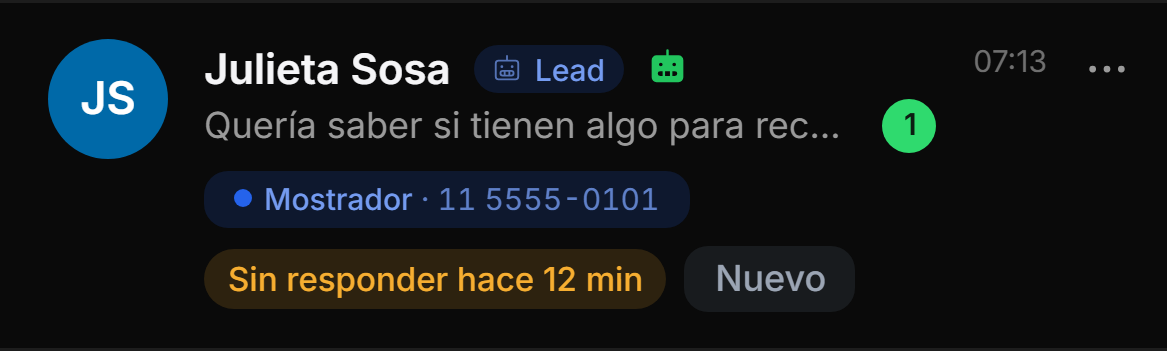 JS
Julieta Sosa Lead 07:13 ...
Quería saber si tienen algo para rec... 1
Mostrador · 11 5555-0101
Sin responder hace 12 min Nuevo